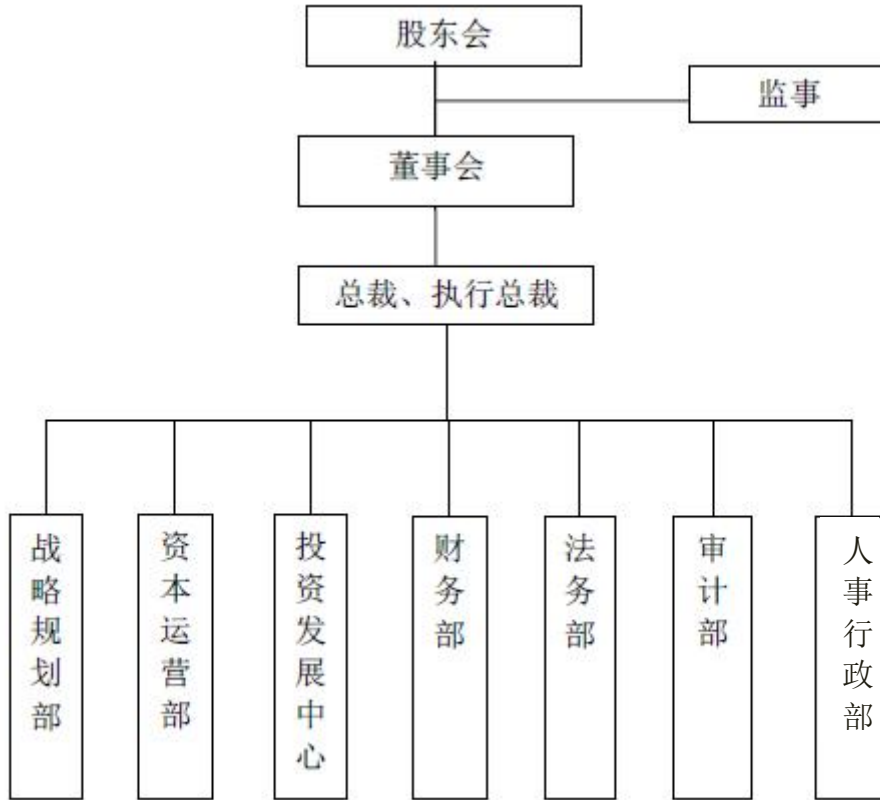 股东会
监事
董事会
总裁、执行总裁
战略规划部
资本运营部
投资发展中心
财务部
法务部
审计部
人事行政部